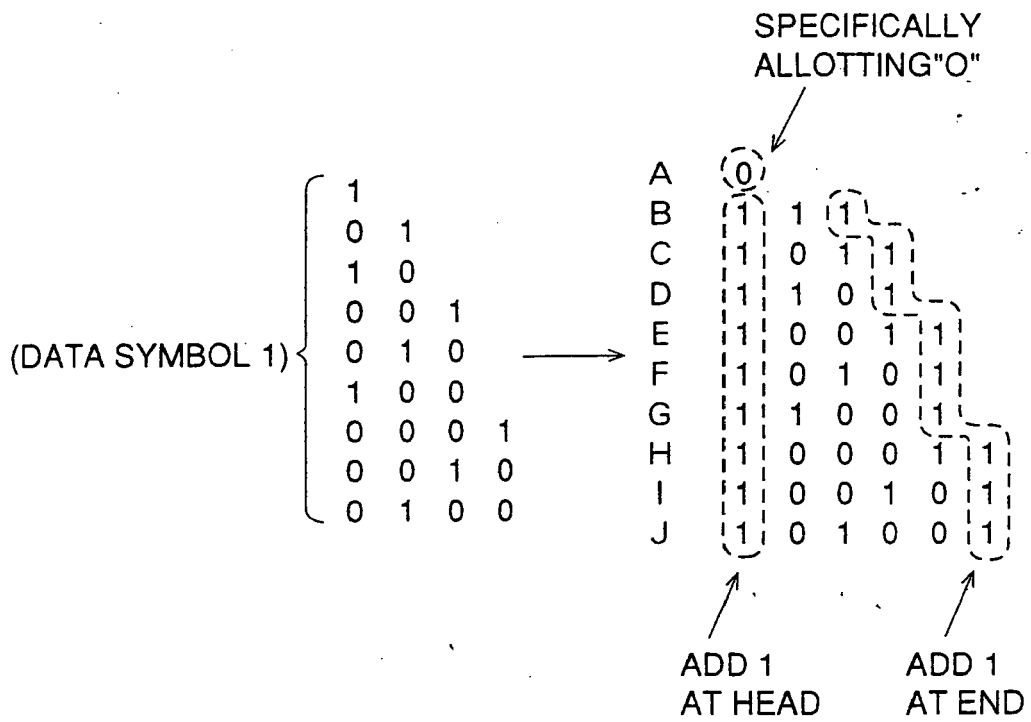 SPECIFICALLY
ALLOTTING"O"
(DATA SYMBOL 1)
1
0 1
1 0
0 0 1
0 1 0
1 0 0
0 0 0 1
0 0 1 0
0 1 0 0
A 0
B 1 1 1
C 1 0 1 1
D 1 1 0 1
E 1 0 0 1 1
F 1 0 1 0 1
G 1 1 0 0 1
H 1 0 0 0 1 1
I 1 0 0 1 0 1
J 1 0 1 0 0 1
ADD 1
AT HEAD
ADD 1
AT END